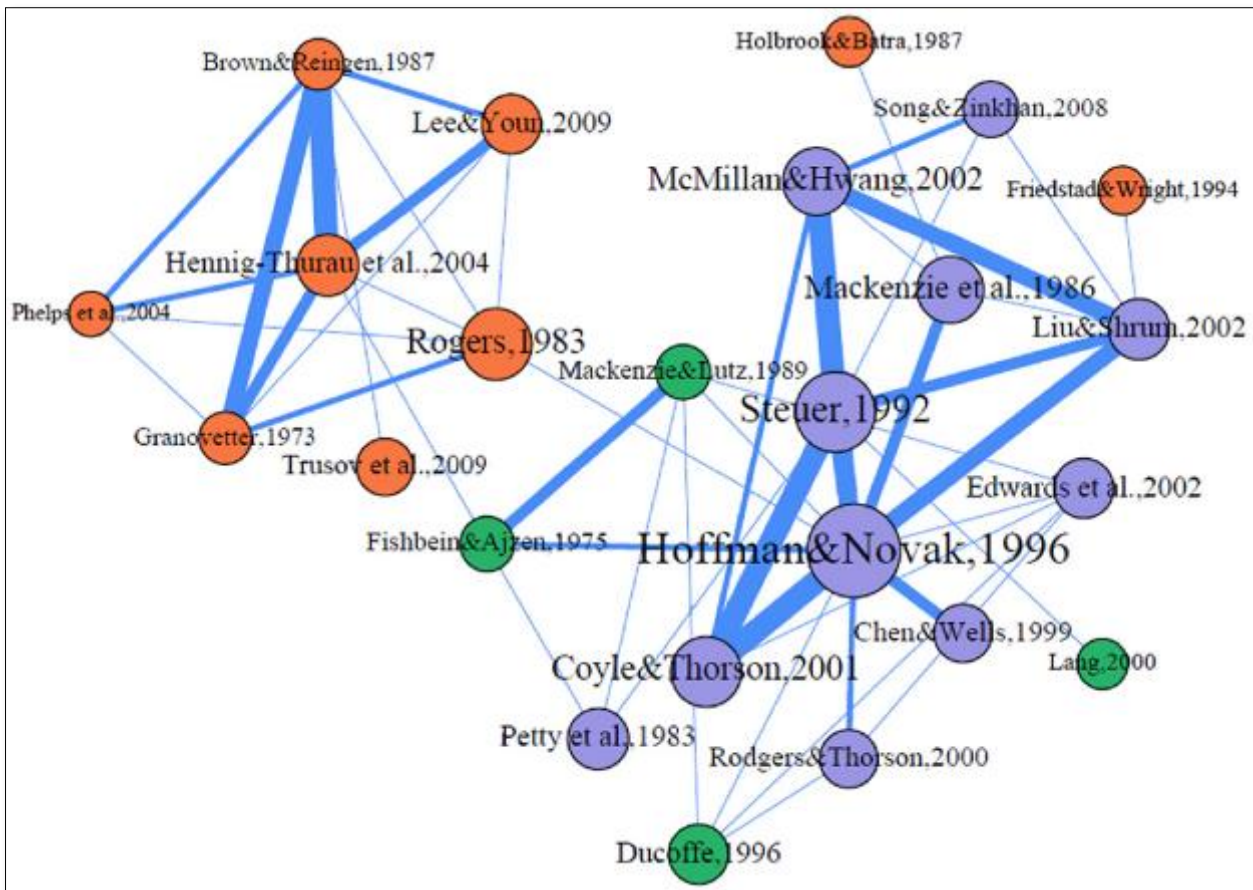 Holbrook&Batra,1987
Brown&Reingen,1987
Song&Zinkhan,2008
Lee&Youn,2009
McMillan&Hwang,2002
Friedstad&Wright,1994
Hennig-Thurau et al.,2004
Mackenzie et al.,1986
Phelps et al.,2004
Liu&Shrum,2002
Rogers,1983
Mackenzie&Lutz,1989
Steuer,1992
Granovetter,1973
Trusov et al.,2009
Edwards et al.,2002
Fishbein&Ajzen,1975
Hoffman&Novak,1996
Chen&Wells,1999
Coyle&Thorson,2001
Lang,2000
Petty et al.,1983
Rodgers&Thorson,2000
Ducoffe,1996